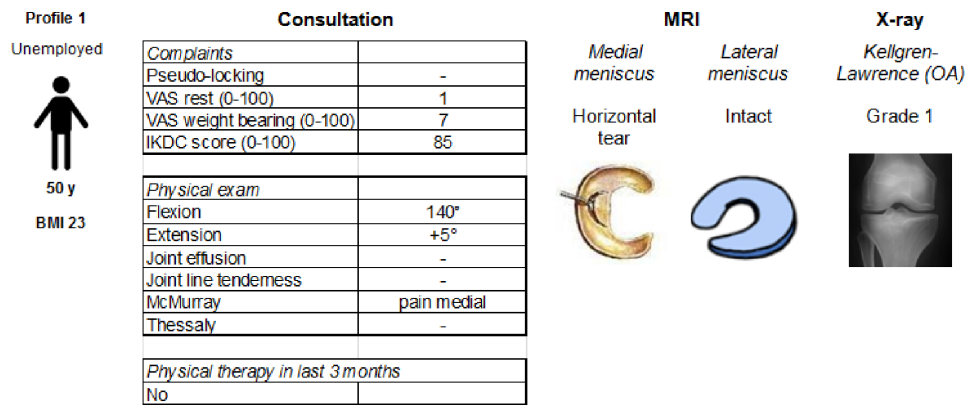 Profile 1
Unemployed
50 y
BMI 23
Consultation
Complaints
Pseudo-locking -
VAS rest (0-100) 1
VAS weight bearing (0-100) 7
IKDC score (0-100) 85
Physical exam
Flexion 140°
Extension +5°
Joint effusion -
Joint line tenderness -
McMurray pain medial
Thessaly -
Physical therapy in last 3 months
No
MRI
Medial meniscus
Horizontal tear
Lateral meniscus
Intact
X-ray
Kellgren-
Lawrence (OA)
Grade 1